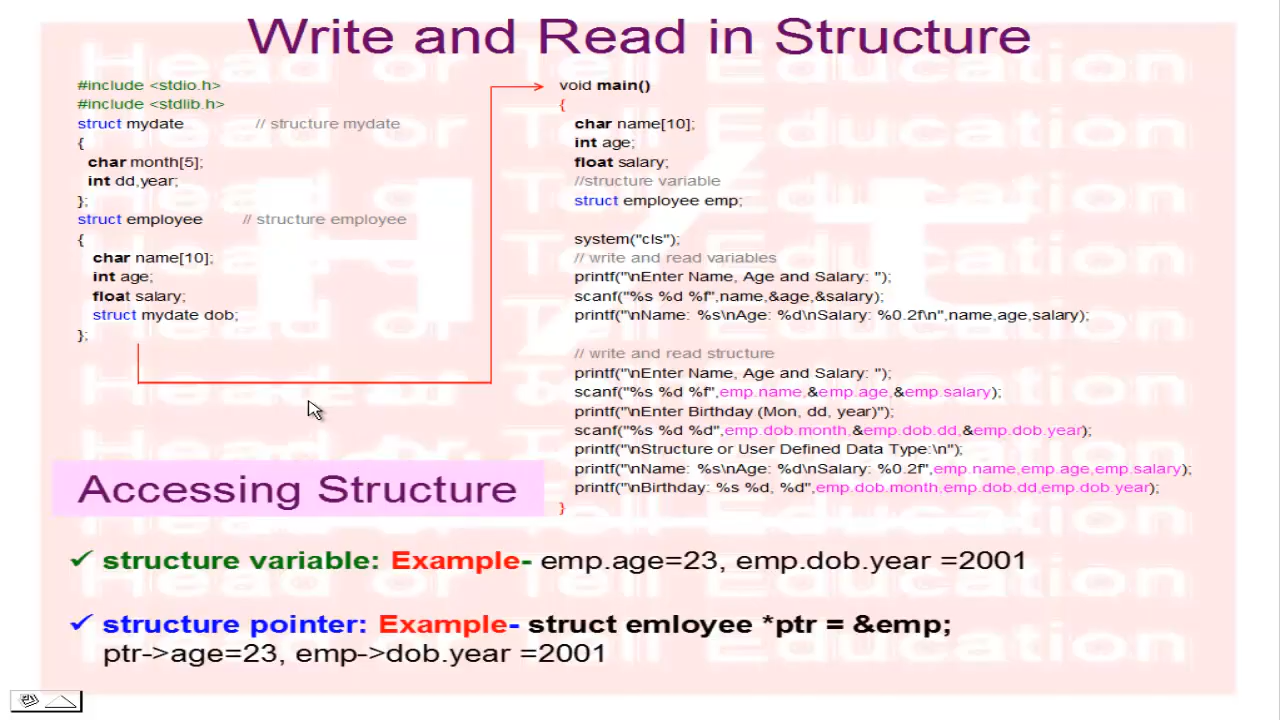 Write and Read in Structure
#include <stdio.h>
#include <stdlib.h>
struct mydate // structure mydate
{
char month[5];
int dd,year;
};
struct employee // structure employee
{
char name[10];
int age;
float salary;
struct mydate dob;
};
void main()
{
char name[10];
int age;
float salary;
//structure variable
struct employee emp;
system("cls");
// write and read variables
printf("\nEnter Name, Age and Salary: ");
scanf("%s %d %f",name,&age,&salary);
printf("\nName: %s\nAge: %d\nSalary: %0.2f\n",name,age,salary);
// write and read structure
printf("\nEnter Name, Age and Salary: ");
scanf("%s %d %f",emp.name,&emp.age,&emp.salary);
printf("\nEnter Birthday (Mon, dd, year)");
scanf("%s %d %d",emp.dob.month,&emp.dob.dd,&emp.dob.year);
printf("\nStructure or User Defined Data Type:\n");
printf("\nName: %s\nAge: %d\nSalary: %0.2f",emp.name,emp.age,emp.salary);
printf("\nBirthday: %s %d, %d",emp.dob.month,emp.dob.dd,emp.dob.year);
}
Accessing Structure
✓ structure variable: Example- emp.age=23, emp.dob.year =2001
✓ structure pointer: Example- struct emloyee *ptr = &emp;
ptr->age=23, emp->dob.year =2001
Head or Tell Education
H/t